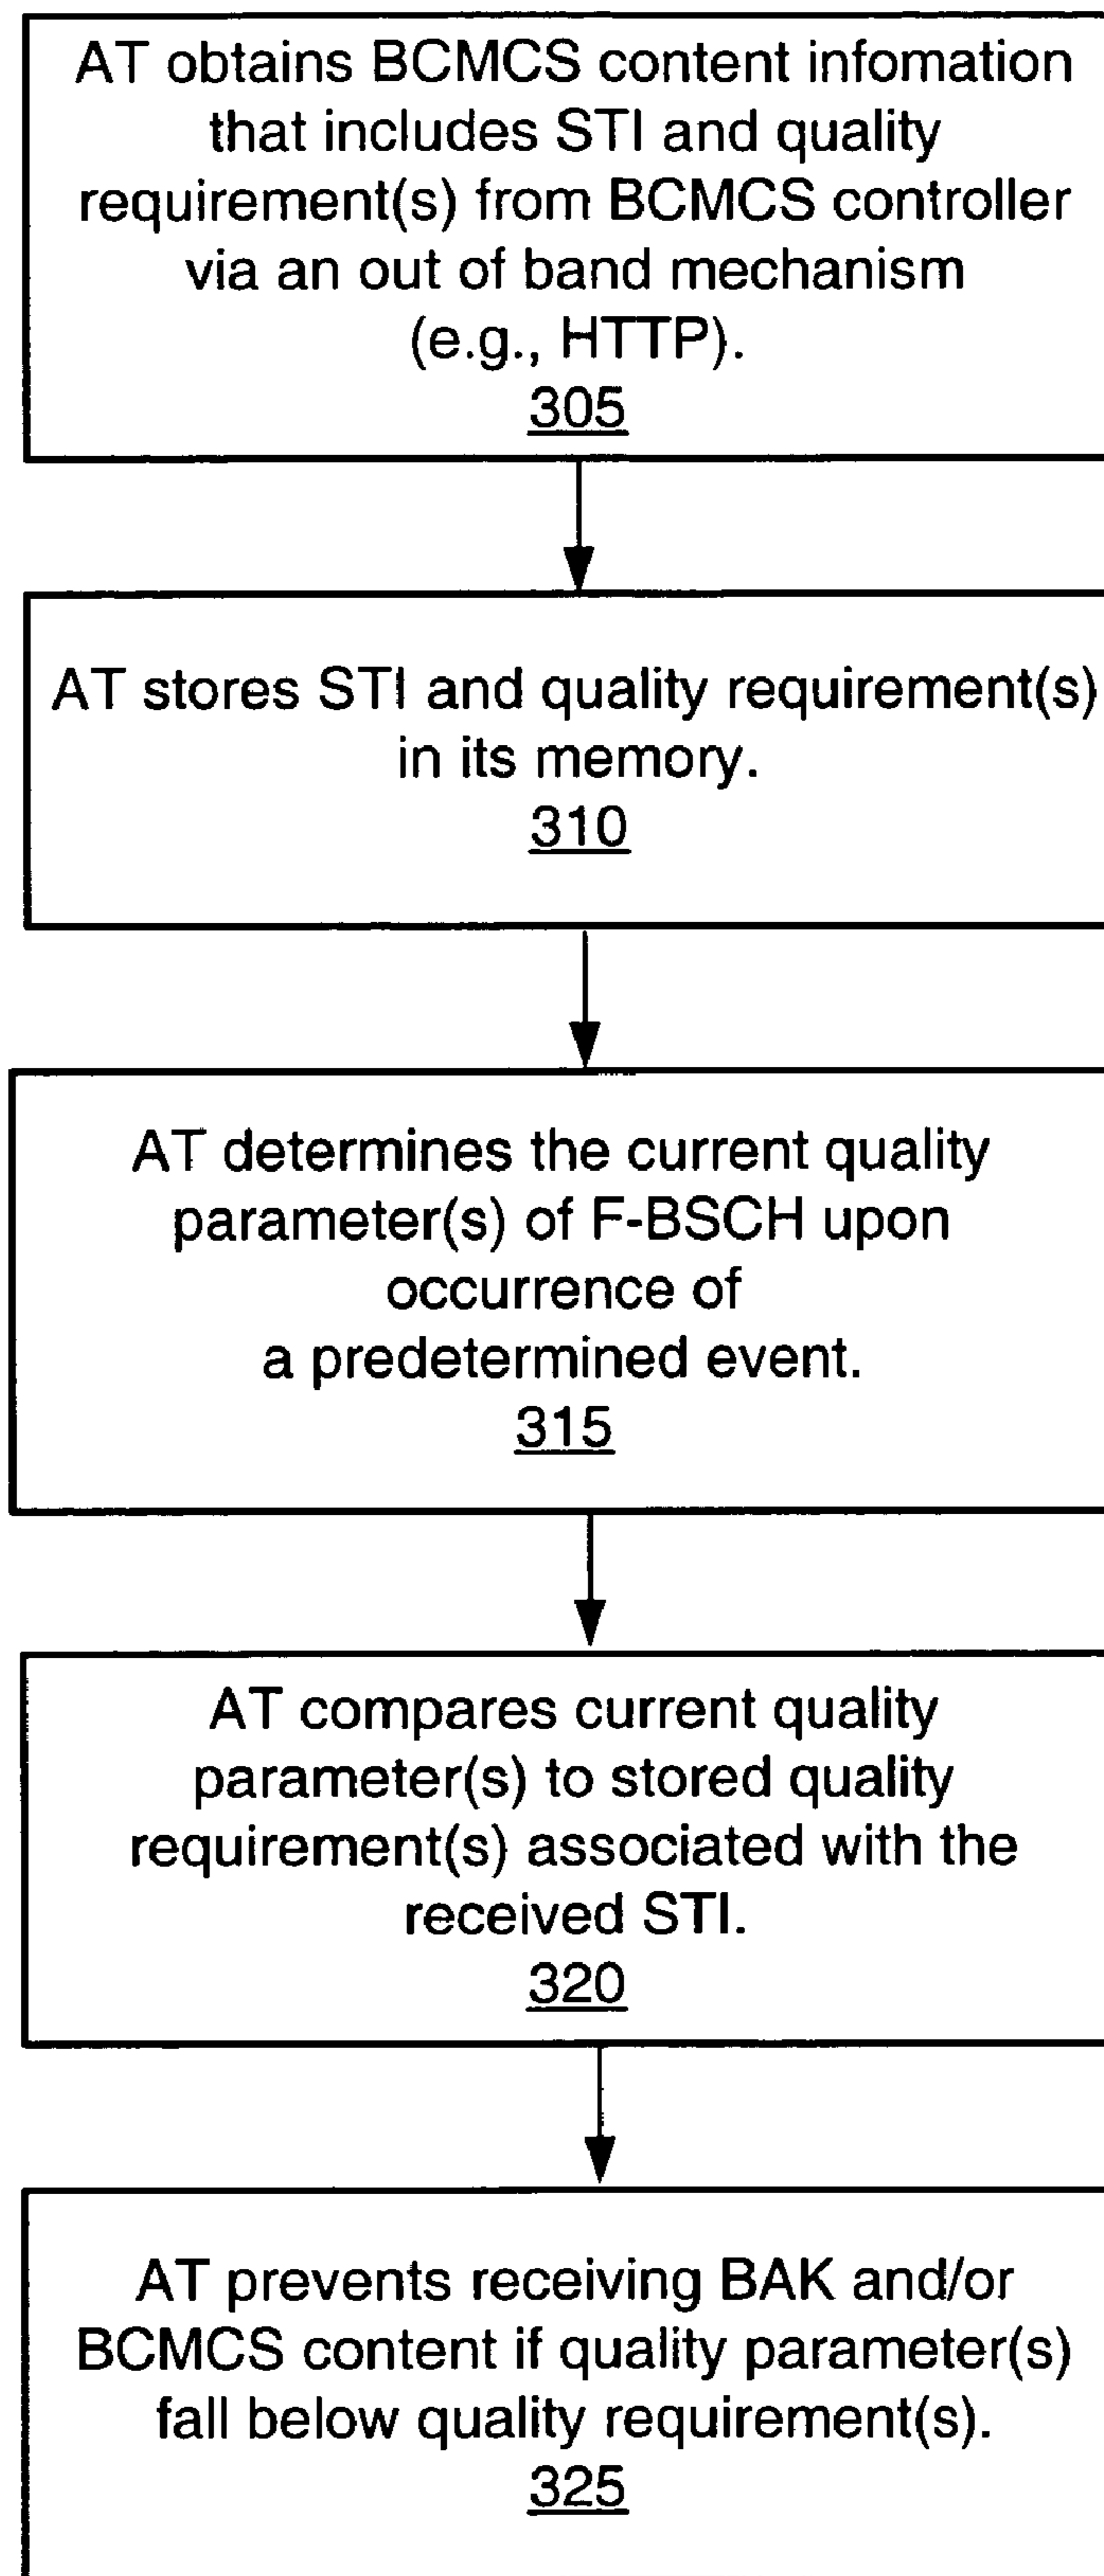 AT obtains BCMCS content infomation
that includes STI and quality
requirement(s) from BCMCS controller
via an out of band mechanism
(e.g., HTTP).
305
AT stores STI and quality requirement(s)
in its memory.
310
AT determines the current quality
parameter(s) of F-BSCH upon
occurrence of
a predetermined event.
315
AT compares current quality
parameter(s) to stored quality
requirement(s) associated with the
received STI.
320
AT prevents receiving BAK and/or
BCMCS content if quality parameter(s)
fall below quality requirement(s).
325